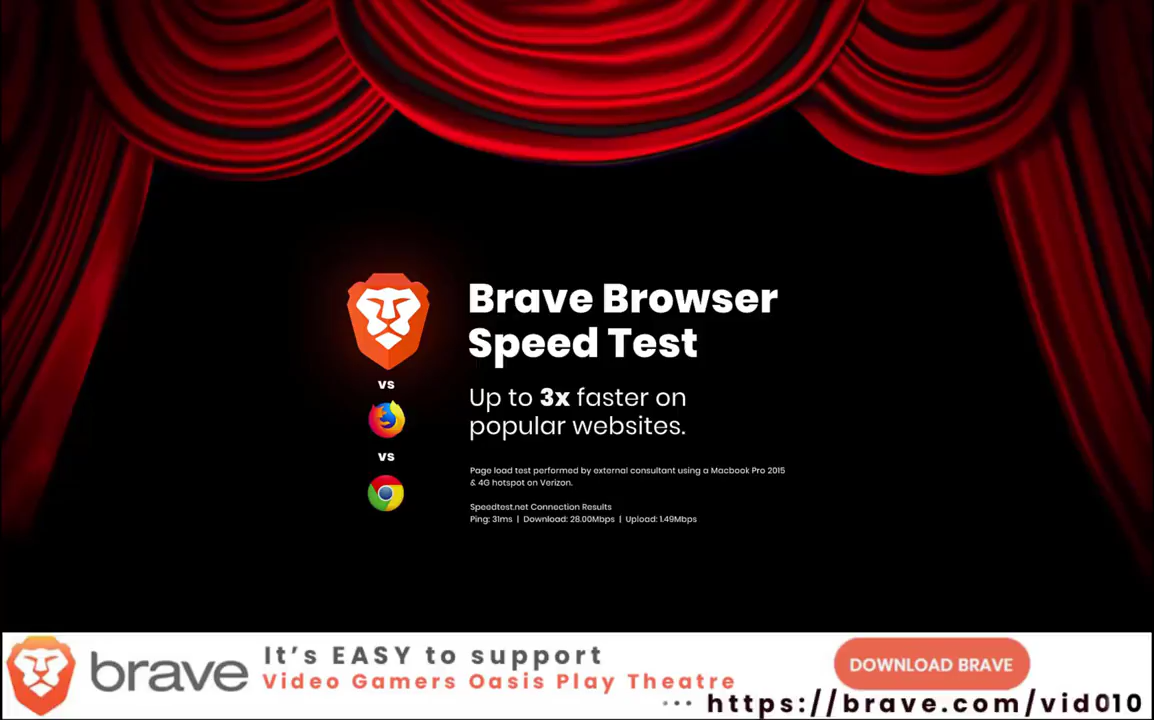 Brave Browser
Speed Test
vs
Up to 3x faster on
popular websites.
vs
Page load test performed by external consultant using a Macbook Pro 2015
& 4G hotspot on Verizon.
Speedtest.net Connection Results
Ping: 31ms | Download: 28.00Mbps | Upload: 1.49Mbps
brave
It's EASY to support
Video Gamers Oasis Play Theatre
DOWNLOAD BRAVE
... https://brave.com/vid010